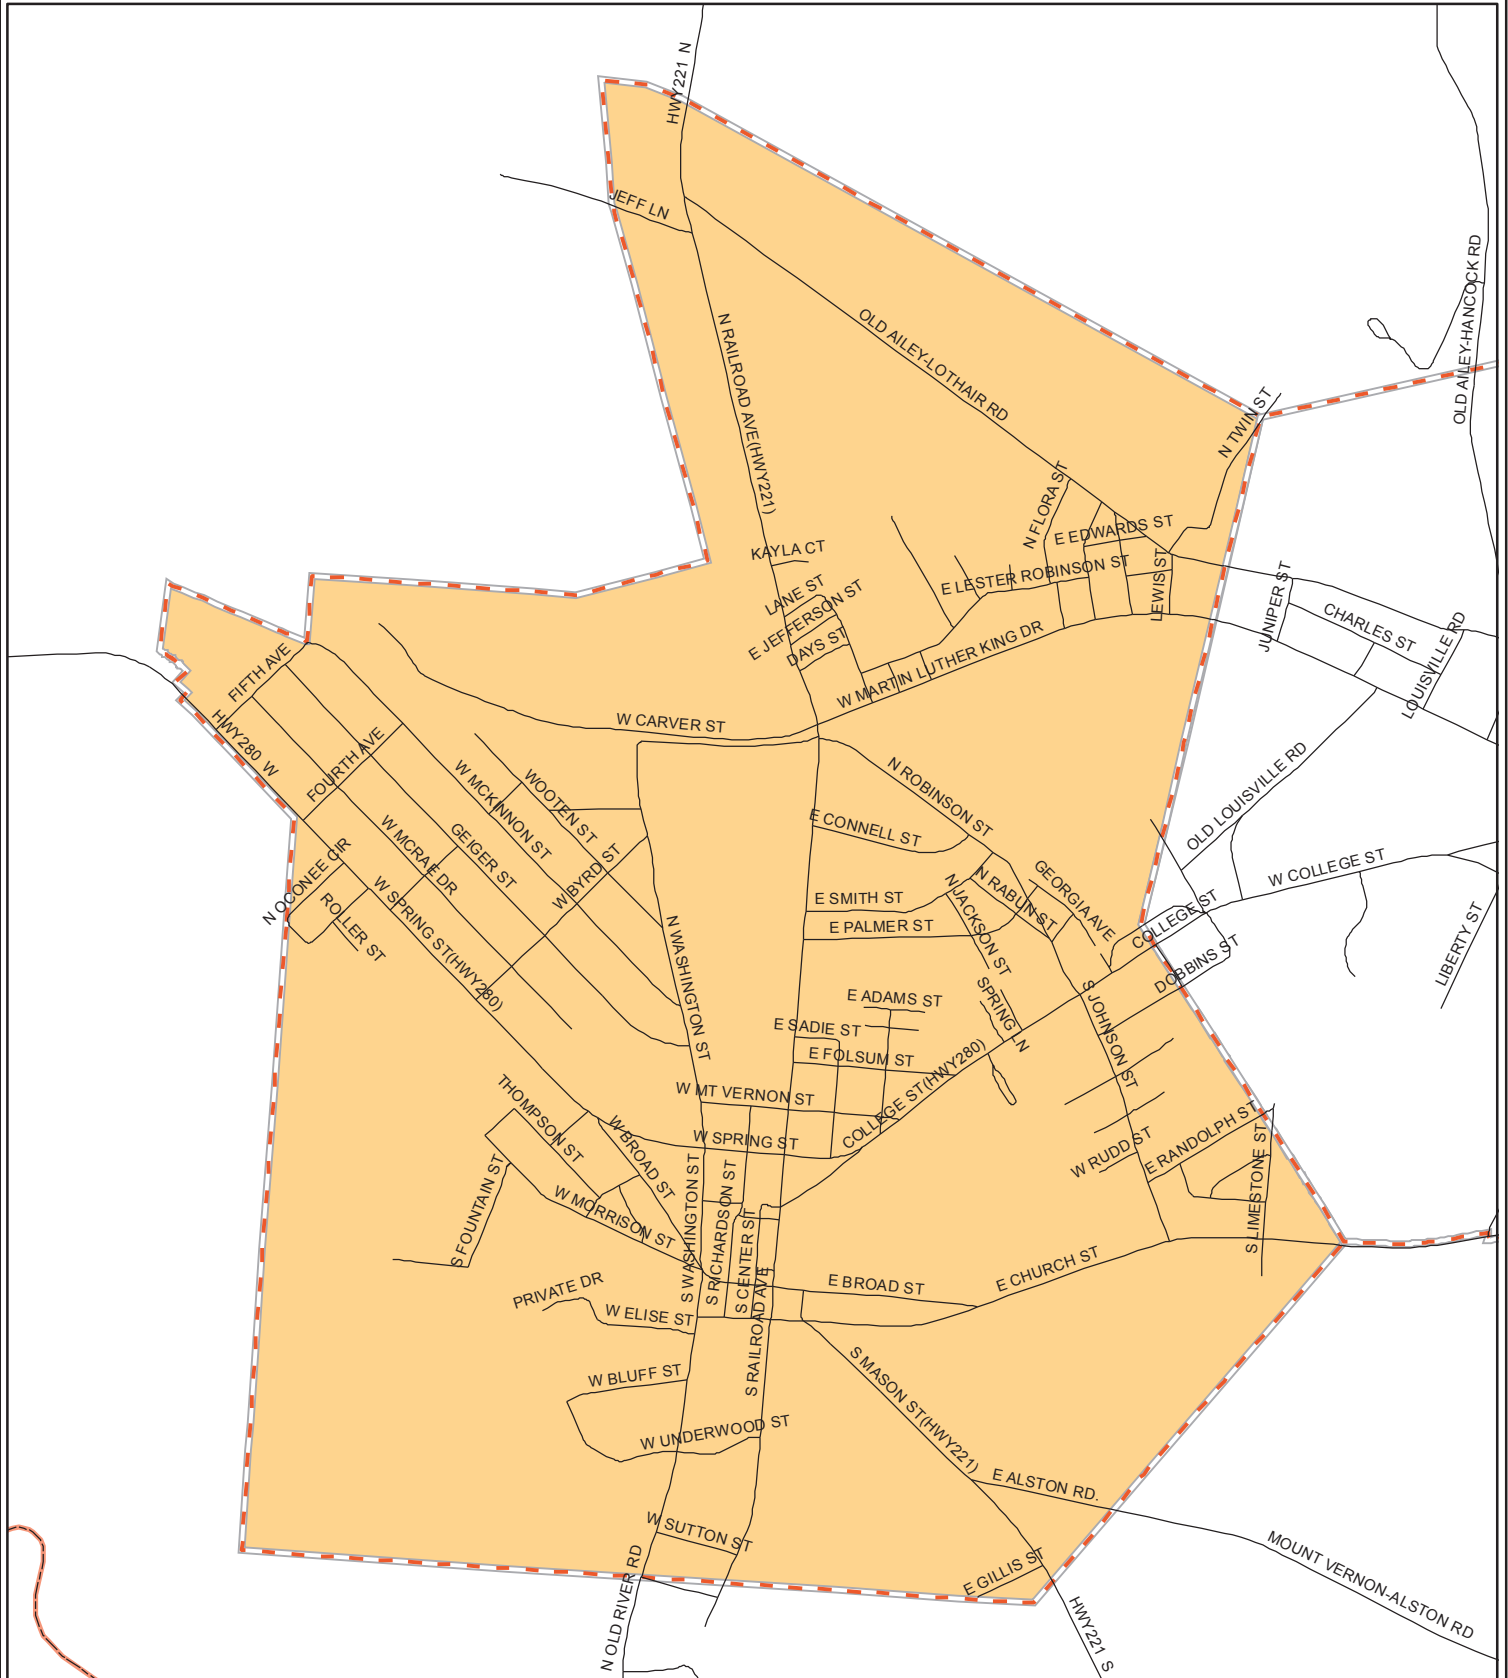 HWY221 N
JEFF LN
OLD AILEY-HANCOCK RD
N RAILROAD AVE(HWY221)
OLD AILEY-LOTHAIR RD
N TWIN ST
N FLORA ST
E EDWARDS ST
KAYLA CT
E LESTER ROBINSON ST
LEWIS ST
LANE ST
E JEFFERSON ST
DAYS ST
JUNIPER ST
CHARLES ST
LOUISVILLE RD
W MARTIN LUTHER KING DR
FIFTH AVE
HWY280 W
FOURTH AVE
W CARVER ST
W MCKINNON ST
WOOTEN ST
N ROBINSON ST
E CONNELL ST
OLD LOUISVILLE RD
W MCRAE DR
GEIGER ST
W BYRD ST
N OCONEE CIR
ROLLER ST
W SPRING ST(HWY280)
N WASHINGTON ST
E SMITH ST
E PALMER ST
N JACKSON ST
N RABUN ST
GEORGIA AVE
COLLEGE ST
W COLLEGE ST
DOBBINS ST
LIBERTY ST
E ADAMS ST
SPRING LN
S JOHNSON ST
E SADIE ST
E FOLSUM ST
COLLEGE ST(HWY280)
W MT VERNON ST
THOMPSON ST
W BROAD ST
W SPRING ST
W RUDD ST
E RANDOLPH ST
S LIMESTONE ST
S FOUNTAIN ST
W MORRISON ST
S WASHINGTON ST
S RICHARDSON ST
S CENTER ST
S RAILROAD AVE
E BROAD ST
E CHURCH ST
PRIVATE DR
W ELISE ST
W BLUFF ST
W UNDERWOOD ST
S MASON ST(HWY221)
E ALSTON RD.
W SUTTON ST
E GILLIS ST
MOUNT VERNON-ALSTON RD
N OLD RIVER RD
HWY221 S